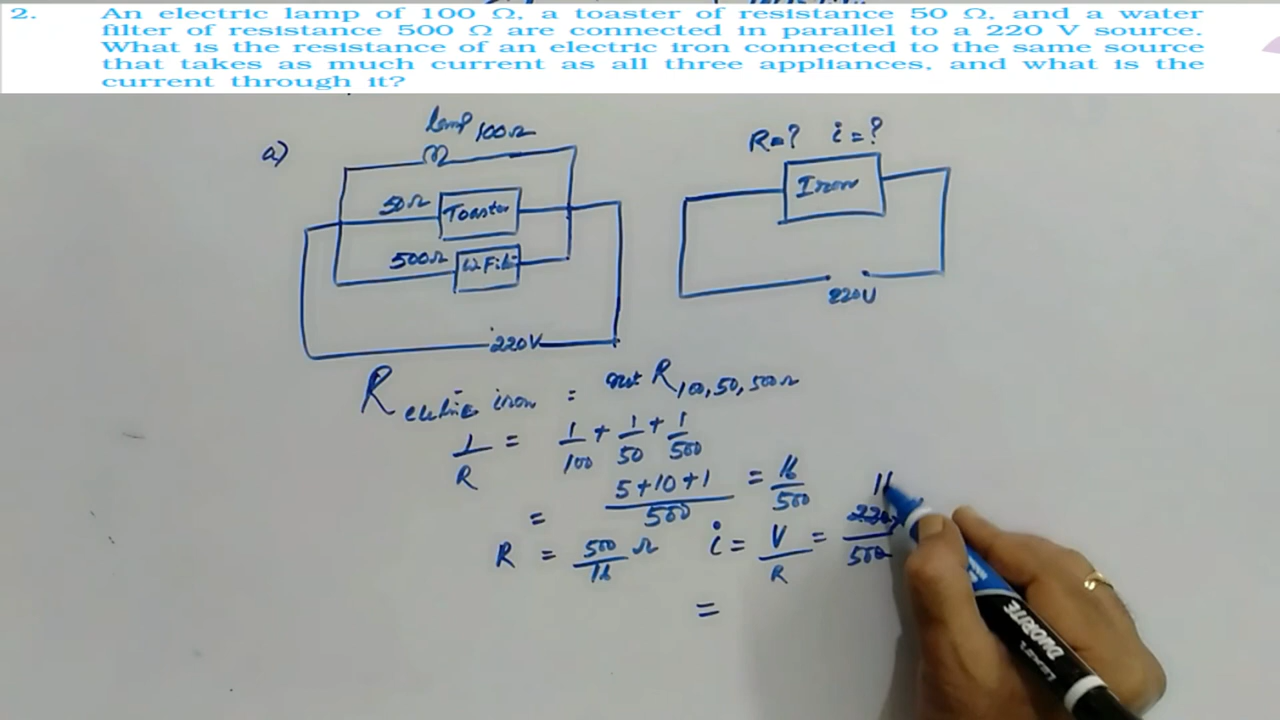 2. An electric lamp of 100 Ω, a toaster of resistance 50 Ω, and a water
filter of resistance 500 Ω are connected in parallel to a 220 V source.
What is the resistance of an electric iron connected to the same source
that takes as much current as all three appliances, and what is the
current through it?
a)
lamp 100Ω
50Ω Toaster
500Ω W Fil
220V
R=? i=?
Iron
220V
R electric iron = R 100, 50, 500Ω
1/R = 1/100 + 1/50 + 1/500
= 5+10+1/500 = 16/500
R = 500/16 Ω i = V/R = 220/500
11
=
DUORITE